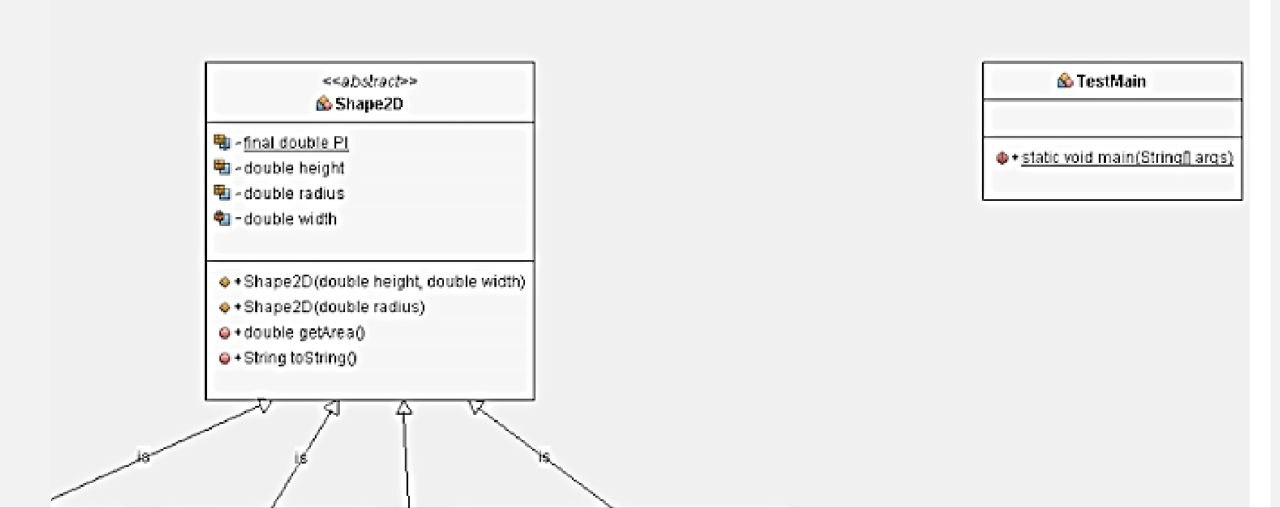 <<abstract>>
Shape2D
- final double PI
- double height
- double radius
- double width
+ Shape2D(double height, double width)
+ Shape2D(double radius)
+ double getArea()
+ String toString()
is
is
is
TestMain
+ static void main(String[] args)